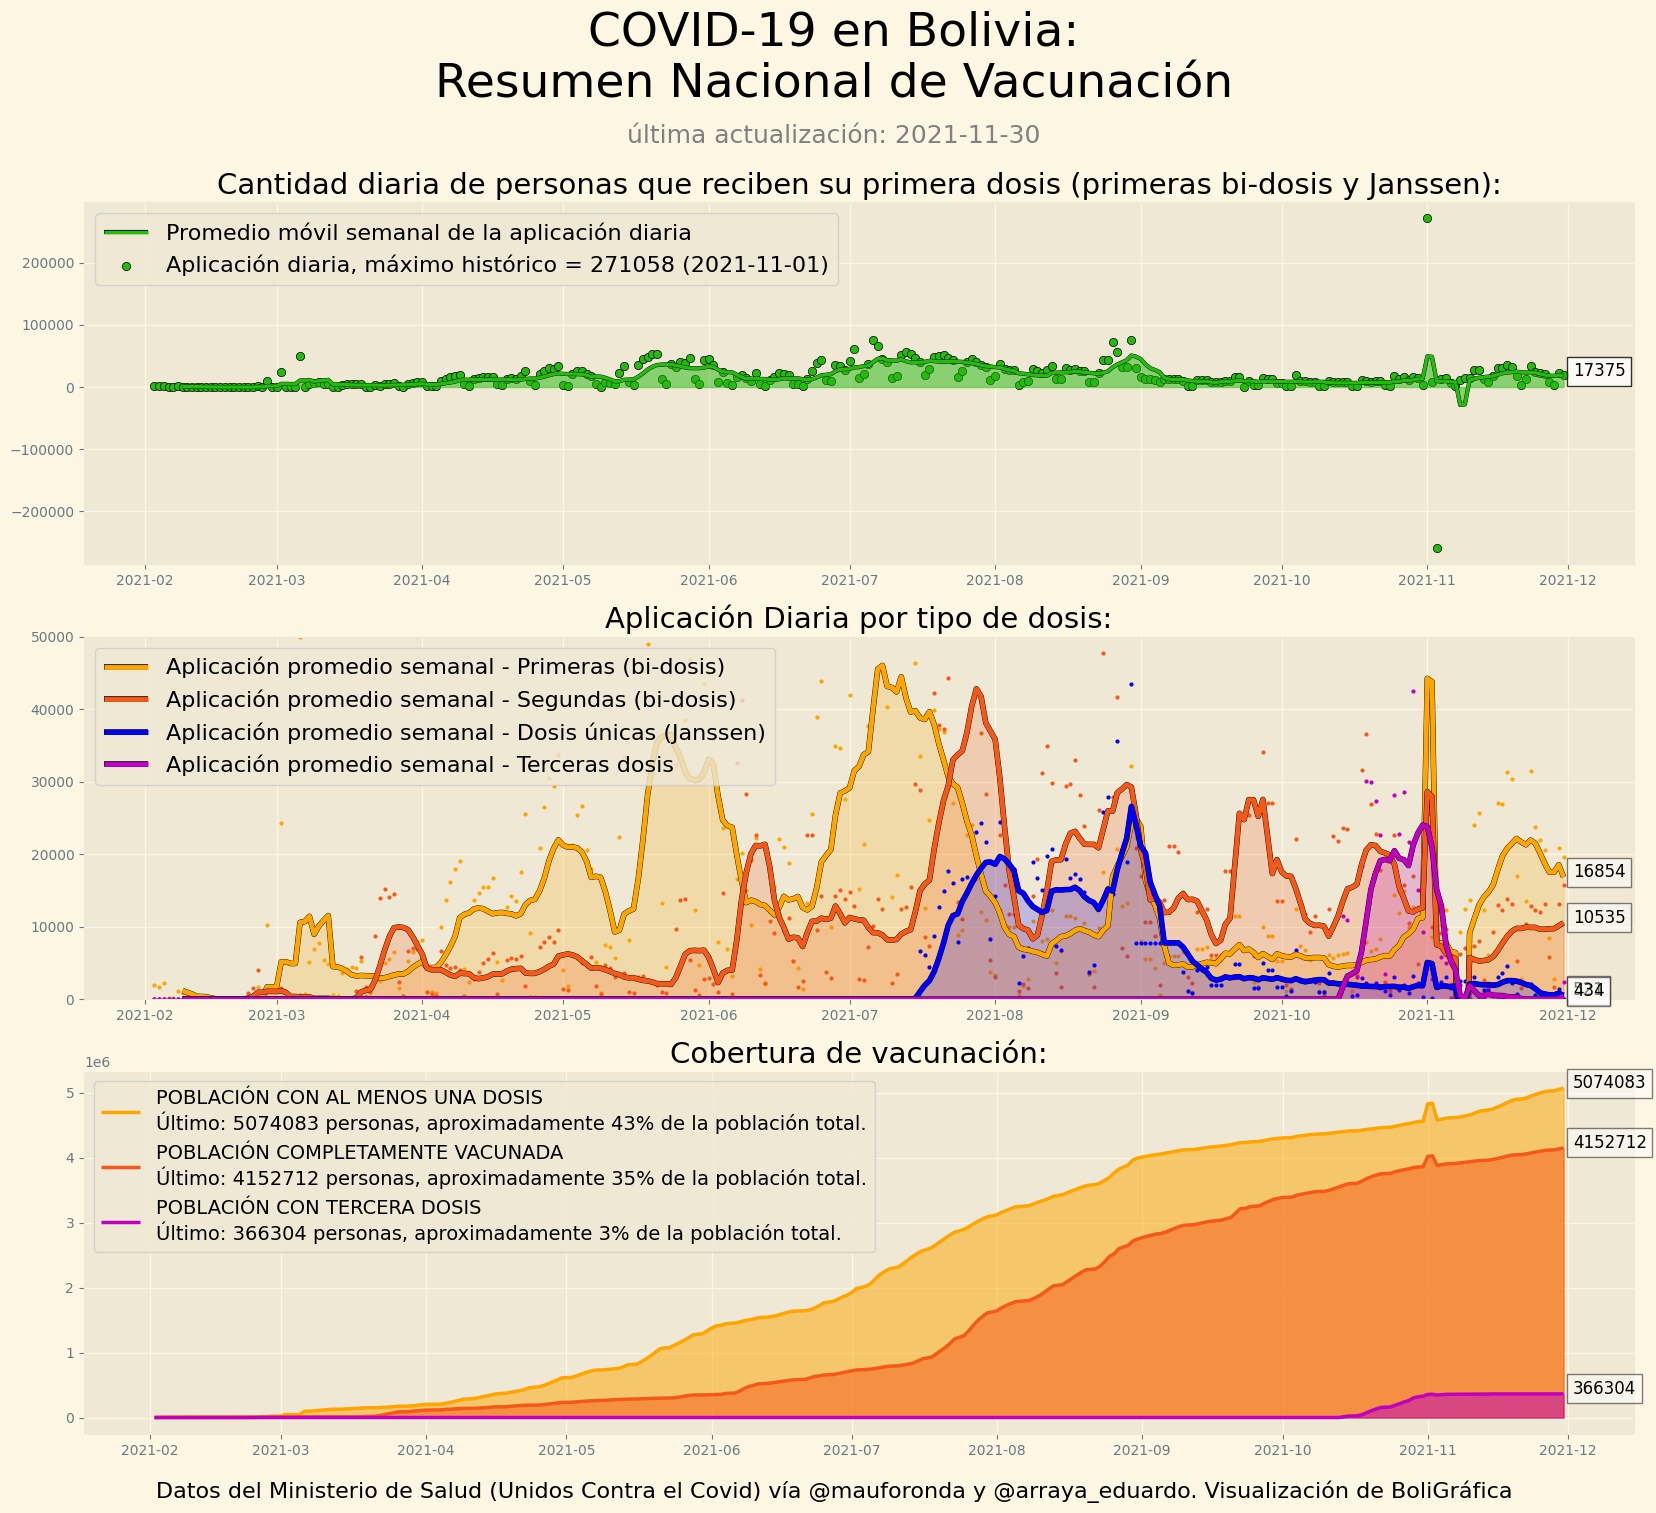 COVID-19 en Bolivia:
Resumen Nacional de Vacunación
última actualización: 2021-11-30
Cantidad diaria de personas que reciben su primera dosis (primeras bi-dosis y Janssen):
Promedio móvil semanal de la aplicación diaria
Aplicación diaria, máximo histórico = 271058 (2021-11-01)
200000
100000
0
−100000
−200000
17375
2021-02 2021-03 2021-04 2021-05 2021-06 2021-07 2021-08 2021-09 2021-10 2021-11 2021-12
Aplicación Diaria por tipo de dosis:
Aplicación promedio semanal - Primeras (bi-dosis)
Aplicación promedio semanal - Segundas (bi-dosis)
Aplicación promedio semanal - Dosis únicas (Janssen)
Aplicación promedio semanal - Terceras dosis
50000
40000
30000
20000
10000
0
16854
10535
434
2021-02 2021-03 2021-04 2021-05 2021-06 2021-07 2021-08 2021-09 2021-10 2021-11 2021-12
Cobertura de vacunación:
1e6
POBLACIÓN CON AL MENOS UNA DOSIS
Último: 5074083 personas, aproximadamente 43% de la población total.
POBLACIÓN COMPLETAMENTE VACUNADA
Último: 4152712 personas, aproximadamente 35% de la población total.
POBLACIÓN CON TERCERA DOSIS
Último: 366304 personas, aproximadamente 3% de la población total.
5
4
3
2
1
0
5074083
4152712
366304
2021-02 2021-03 2021-04 2021-05 2021-06 2021-07 2021-08 2021-09 2021-10 2021-11 2021-12
Datos del Ministerio de Salud (Unidos Contra el Covid) vía @mauforonda y @arraya_eduardo. Visualización de BoliGráfica